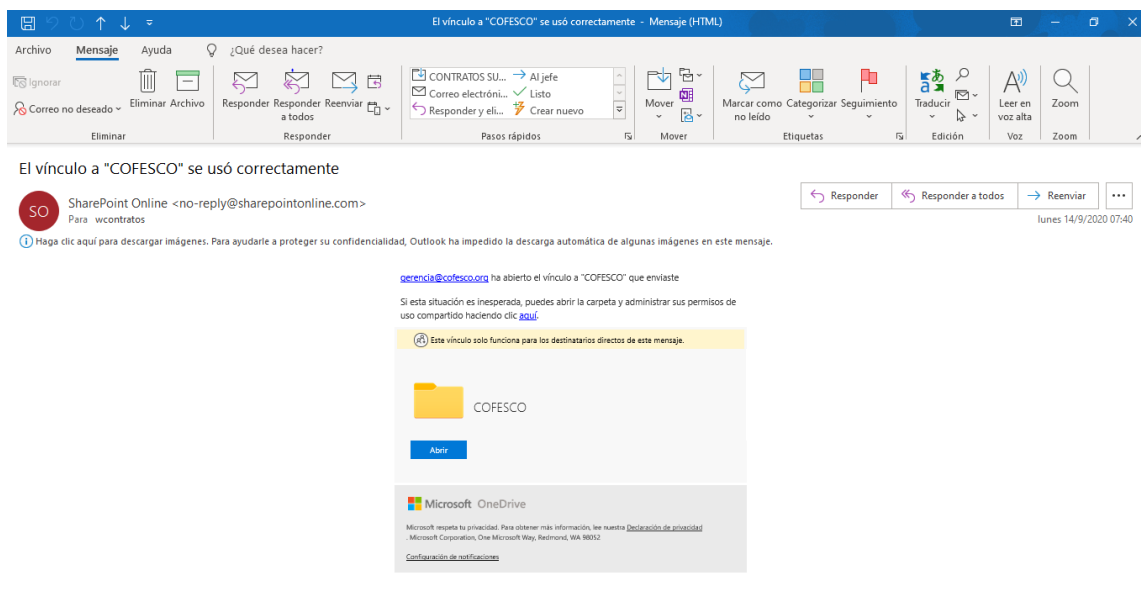 El vínculo a "COFESCO" se usó correctamente - Mensaje (HTML)
Archivo Mensaje Ayuda ¿Qué desea hacer?
Ignorar
Correo no deseado
Eliminar Archivo
Responder Responder a todos Reenviar
CONTRATOS SU... Al jefe
Correo electróni... Listo
Responder y eli... Crear nuevo
Mover
Marcar como no leído Categorizar Seguimiento
Traducir
Leer en voz alta
Zoom
Eliminar Responder Pasos rápidos Mover Etiquetas Edición Voz Zoom
El vínculo a "COFESCO" se usó correctamente
SO
SharePoint Online <no-reply@sharepointonline.com>
Para wcontratos
Responder Responder a todos Reenviar
lunes 14/9/2020 07:40
Haga clic aquí para descargar imágenes. Para ayudarle a proteger su confidencialidad, Outlook ha impedido la descarga automática de algunas imágenes en este mensaje.
gerencia@cofesco.org ha abierto el vínculo a "COFESCO" que enviaste
Si esta situación es inesperada, puedes abrir la carpeta y administrar sus permisos de
uso compartido haciendo clic aquí.
Este vínculo solo funciona para los destinatarios directos de este mensaje.
COFESCO
Abrir
Microsoft OneDrive
Microsoft respeta tu privacidad. Para obtener más información, lee nuestra Declaración de privacidad
. Microsoft Corporation, One Microsoft Way, Redmond, WA 98052
Configuración de notificaciones